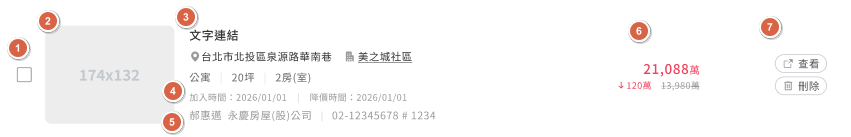 1
2
3
4
5
6
7
174x132
文字連結
台北市北投區泉源路華南巷 美之城社區
公寓 | 20坪 | 2房(室)
加入時間：2026/01/01 | 降價時間：2026/01/01
郝惠邁 永慶房屋(股)公司 | 02-12345678 # 1234
21,088萬
↓120萬 13,980萬
查看
刪除